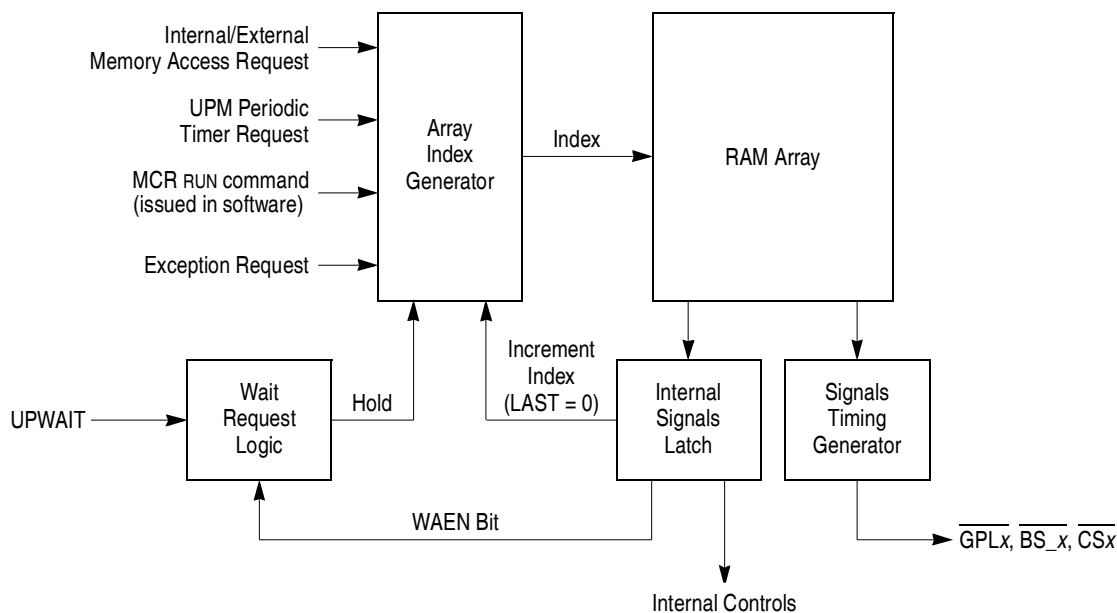 Internal/External
Memory Access Request
UPM Periodic
Timer Request
MCR RUN command
(issued in software)
Exception Request
Array
Index
Generator
Index
RAM Array
UPWAIT
Wait
Request
Logic
Hold
Increment
Index
(LAST = 0)
Internal
Signals
Latch
Signals
Timing
Generator
WAEN Bit
GPLx, BS_x, CSx
Internal Controls